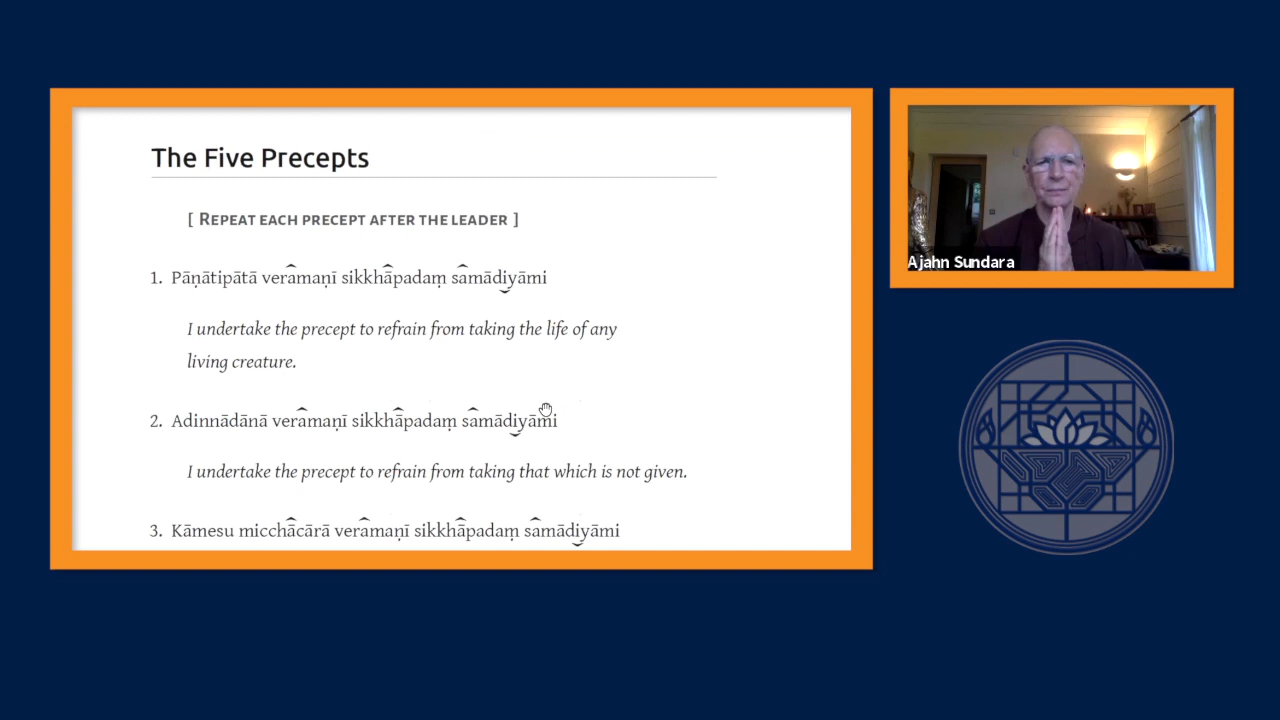 The Five Precepts
[ Repeat each precept after the leader ]
1. Pāṇātipātā veramaṇī sikkhāpadaṃ samādiyāmi
I undertake the precept to refrain from taking the life of any
living creature.
2. Adinnādānā veramaṇī sikkhāpadaṃ samādiyāmi
I undertake the precept to refrain from taking that which is not given.
3. Kāmesu micchācārā veramaṇī sikkhāpadaṃ samādiyāmi
Ajahn Sundara